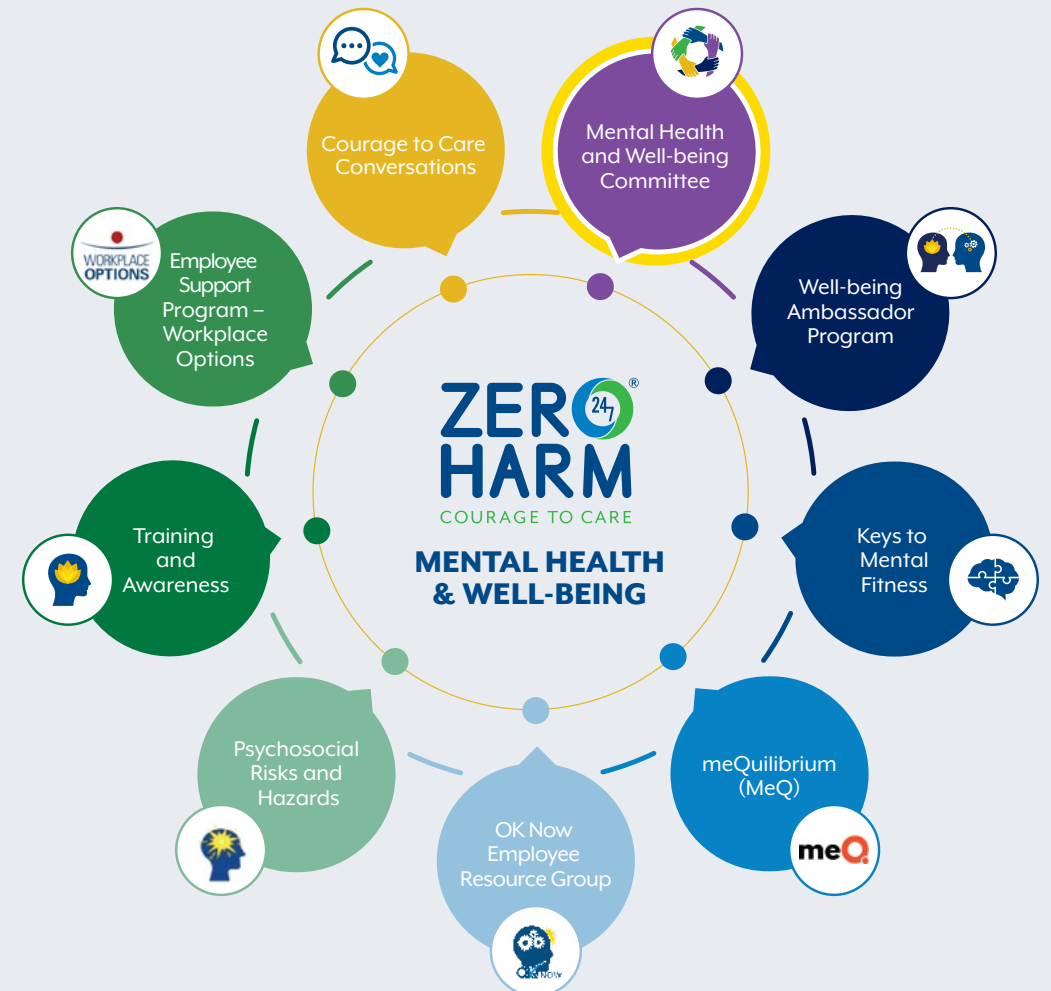 Courage to Care
Conversations
Mental Health
and Well-being
Committee
WORKPLACE
OPTIONS
Employee
Support
Program –
Workplace
Options
Well-being
Ambassador
Program
ZERO
24/7
®
HARM
COURAGE TO CARE
MENTAL HEALTH
& WELL-BEING
Training
and
Awareness
Keys to
Mental
Fitness
Psychosocial
Risks and
Hazards
meQuilibrium
(MeQ)
meQ
OK Now
Employee
Resource Group
OK NOW